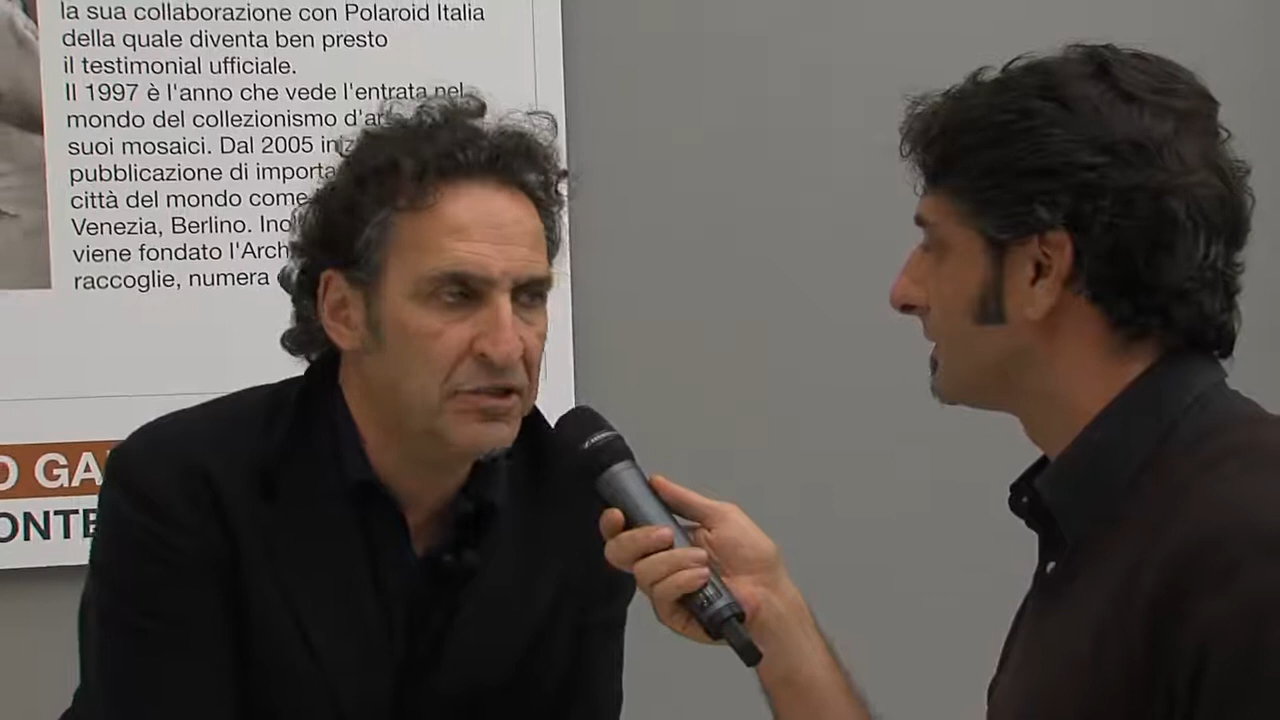 la sua collaborazione con Polaroid Italia
della quale diventa ben presto
il testimonial ufficiale.
Il 1997 è l'anno che vede l'entrata nel
mondo del collezionismo d'ar
suoi mosaici. Dal 2005 iniz
pubblicazione di importa
città del mondo come
Venezia, Berlino. Inol
viene fondato l'Arch
raccoglie, numera
O GA
ONTE